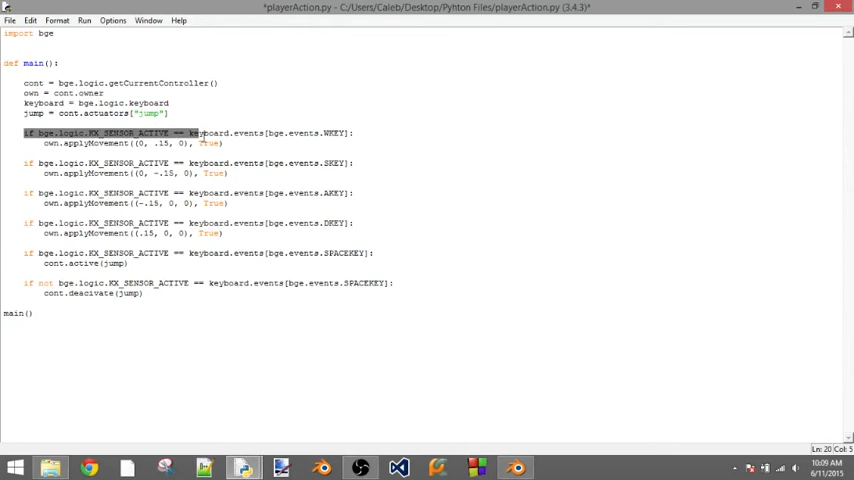 *playerAction.py - C:/Users/Caleb/Desktop/Pyhton Files/playerAction.py (3.4.3)*
File Edit Format Run Options Window Help
import bge
def main():
cont = bge.logic.getCurrentController()
own = cont.owner
keyboard = bge.logic.keyboard
jump = cont.actuators["jump"]
if bge.logic.KX_SENSOR_ACTIVE == keyboard.events[bge.events.WKEY]:
own.applyMovement((0, .15, 0), True)
if bge.logic.KX_SENSOR_ACTIVE == keyboard.events[bge.events.SKEY]:
own.applyMovement((0, -.15, 0), True)
if bge.logic.KX_SENSOR_ACTIVE == keyboard.events[bge.events.AKEY]:
own.applyMovement((-.15, 0, 0), True)
if bge.logic.KX_SENSOR_ACTIVE == keyboard.events[bge.events.DKEY]:
own.applyMovement((.15, 0, 0), True)
if bge.logic.KX_SENSOR_ACTIVE == keyboard.events[bge.events.SPACEKEY]:
cont.active(jump)
if not bge.logic.KX_SENSOR_ACTIVE == keyboard.events[bge.events.SPACEKEY]:
cont.deacivate(jump)
main()
Ln: 20 Col: 5
10:09 AM
6/11/2015